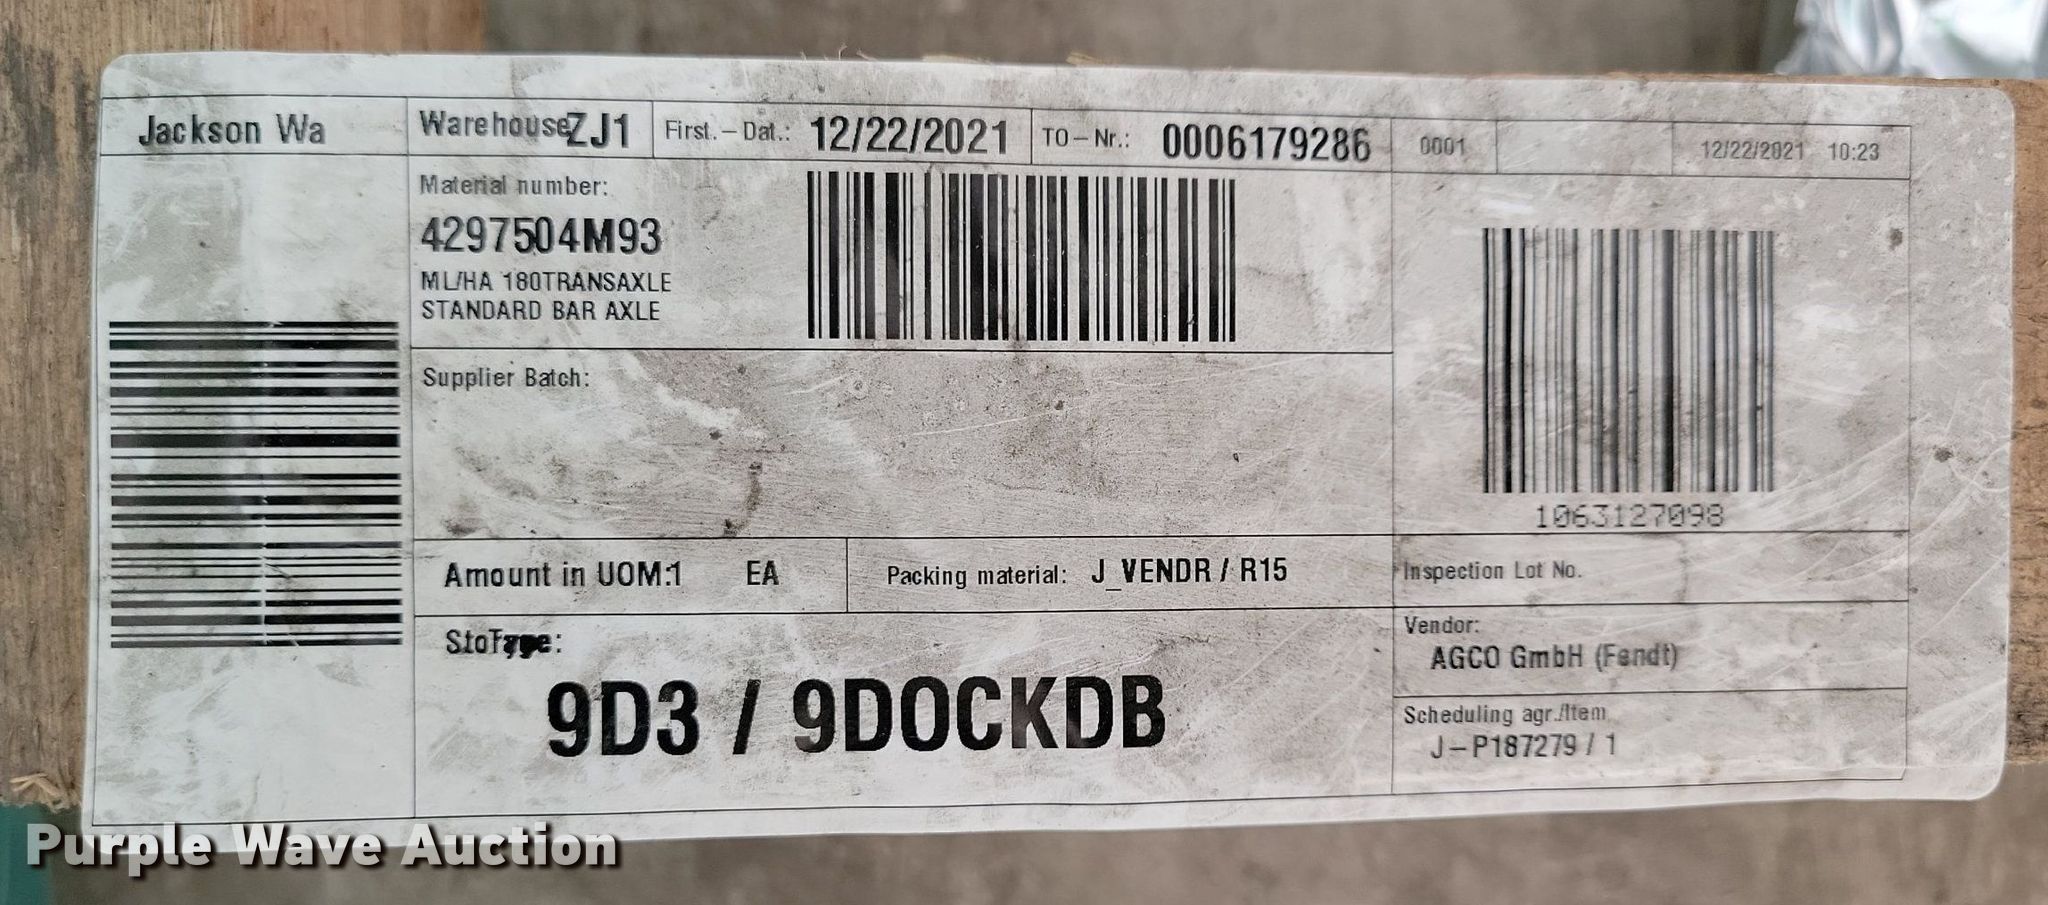 Jackson Wa
WarehouseZJ1
First.-Dat.: 12/22/2021
TO-Nr.: 0006179286
0001
12/22/2021 10:23
Material number:
4297504M93
ML/HA 180TRANSAXLE
STANDARD BAR AXLE
1063127098
Supplier Batch:
Amount in UOM:1 EA
Packing material: J_VENDR / R15
Inspection Lot No.
StoType:
9D3 / 9DOCKDB
Vendor:
AGCO GmbH (Fendt)
Scheduling agr./Item
J-P187279 / 1
Purple Wave Auction